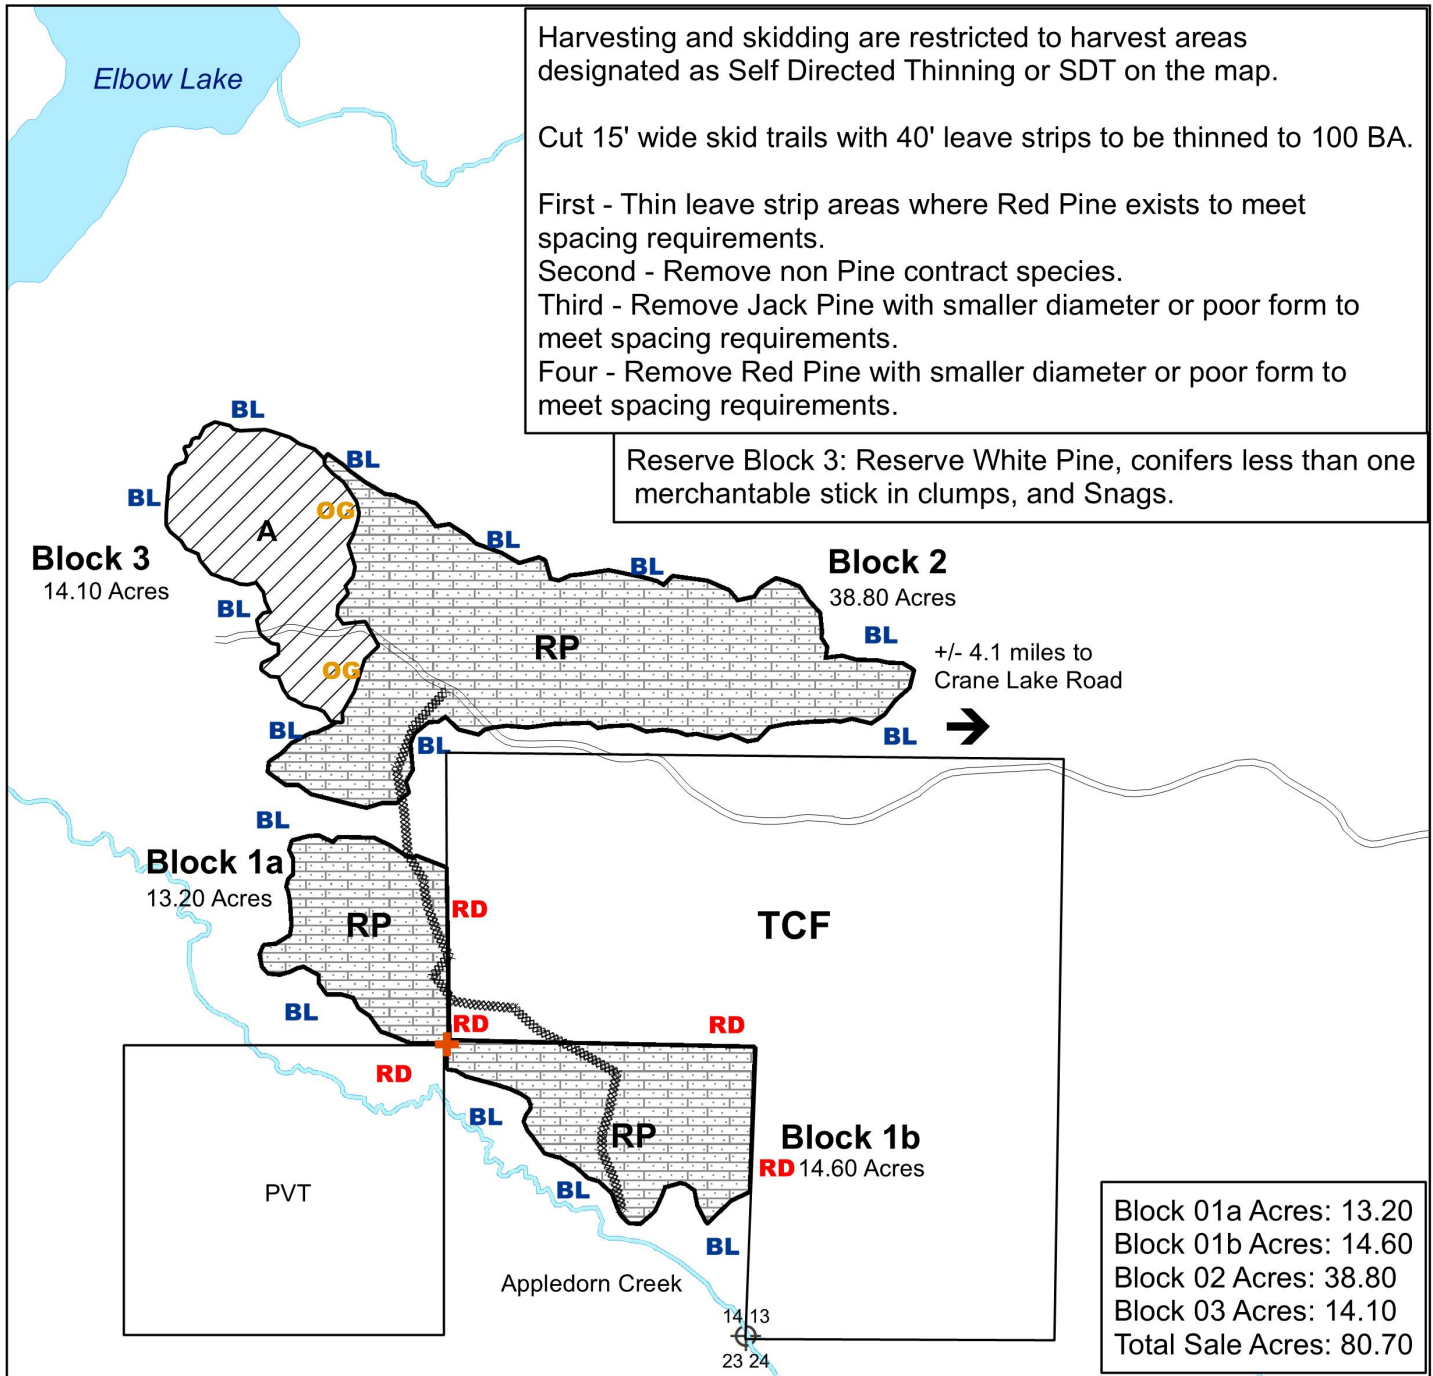 Elbow Lake
Harvesting and skidding are restricted to harvest areas
designated as Self Directed Thinning or SDT on the map.
Cut 15' wide skid trails with 40' leave strips to be thinned to 100 BA.
First - Thin leave strip areas where Red Pine exists to meet
spacing requirements.
Second - Remove non Pine contract species.
Third - Remove Jack Pine with smaller diameter or poor form to
meet spacing requirements.
Four - Remove Red Pine with smaller diameter or poor form to
meet spacing requirements.
Reserve Block 3: Reserve White Pine, conifers less than one
merchantable stick in clumps, and Snags.
BL
BL
BL
OG
A
BL
BL
Block 3
14.10 Acres
Block 2
38.80 Acres
BL
BL
RP
OG
+/- 4.1 miles to
Crane Lake Road
BL
BL
BL
BL
Block 1a
13.20 Acres
RP
RD
TCF
BL
RD
RD
RD
BL
RP
Block 1b
RD 14.60 Acres
BL
PVT
BL
Appledorn Creek
14 13
23 24
Block 01a Acres: 13.20
Block 01b Acres: 14.60
Block 02 Acres: 38.80
Block 03 Acres: 14.10
Total Sale Acres: 80.70